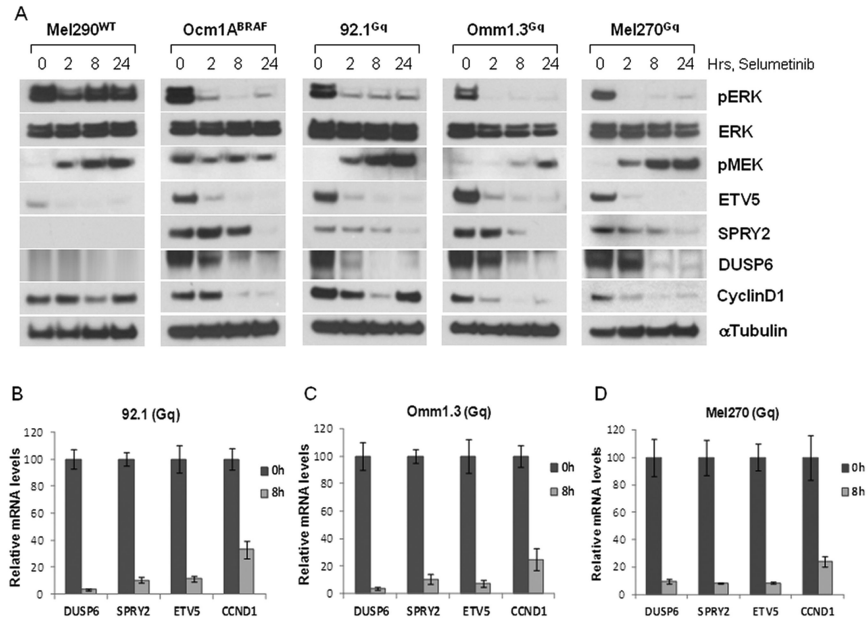 A
Mel290WT Ocm1ABRAF 92.1Gq Omm1.3Gq Mel270Gq
0 2 8 24 0 2 8 24 0 2 8 24 0 2 8 24 0 2 8 24 Hrs, Selumetinib
pERK
ERK
pMEK
ETV5
SPRY2
DUSP6
CyclinD1
αTubulin
B
92.1 (Gq)
Relative mRNA levels
120
100
80
60
40
20
0
DUSP6 SPRY2 ETV5 CCND1
0h
8h
C
Omm1.3 (Gq)
Relative mRNA levels
120
100
80
60
40
20
0
DUSP6 SPRY2 ETV5 CCND1
0h
8h
D
Mel270 (Gq)
Relative mRNA levels
120
100
80
60
40
20
0
DUSP6 SPRY2 ETV5 CCND1
0h
8h